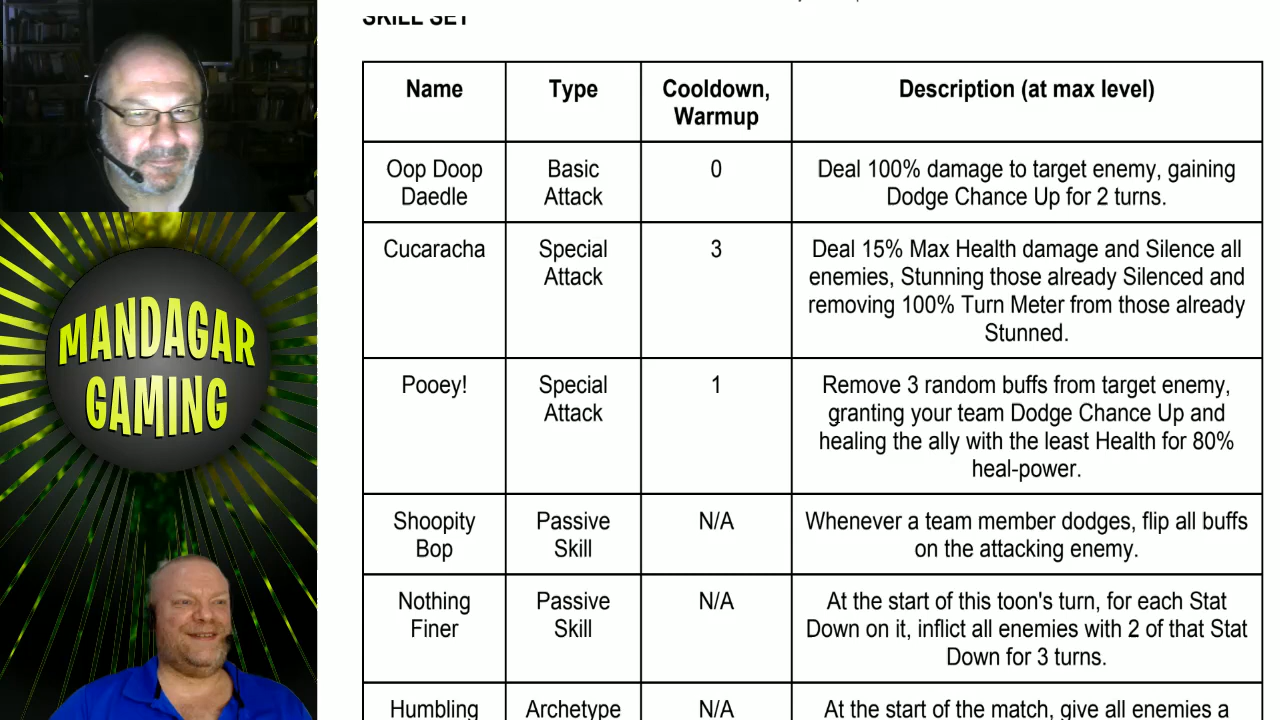 SKILL SET
MANDAGAR
GAMING
Name Type Cooldown, Warmup Description (at max level)
Oop Doop Daedle
Basic Attack
0
Deal 100% damage to target enemy, gaining
Dodge Chance Up for 2 turns.
Cucaracha
Special Attack
3
Deal 15% Max Health damage and Silence all
enemies, Stunning those already Silenced and
removing 100% Turn Meter from those already
Stunned.
Pooey!
Special Attack
1
Remove 3 random buffs from target enemy,
granting your team Dodge Chance Up and
healing the ally with the least Health for 80%
heal-power.
Shoopity Bop
Passive Skill
N/A
Whenever a team member dodges, flip all buffs
on the attacking enemy.
Nothing Finer
Passive Skill
N/A
At the start of this toon's turn, for each Stat
Down on it, inflict all enemies with 2 of that Stat
Down for 3 turns.
Humbling
Archetype
N/A
At the start of the match, give all enemies a